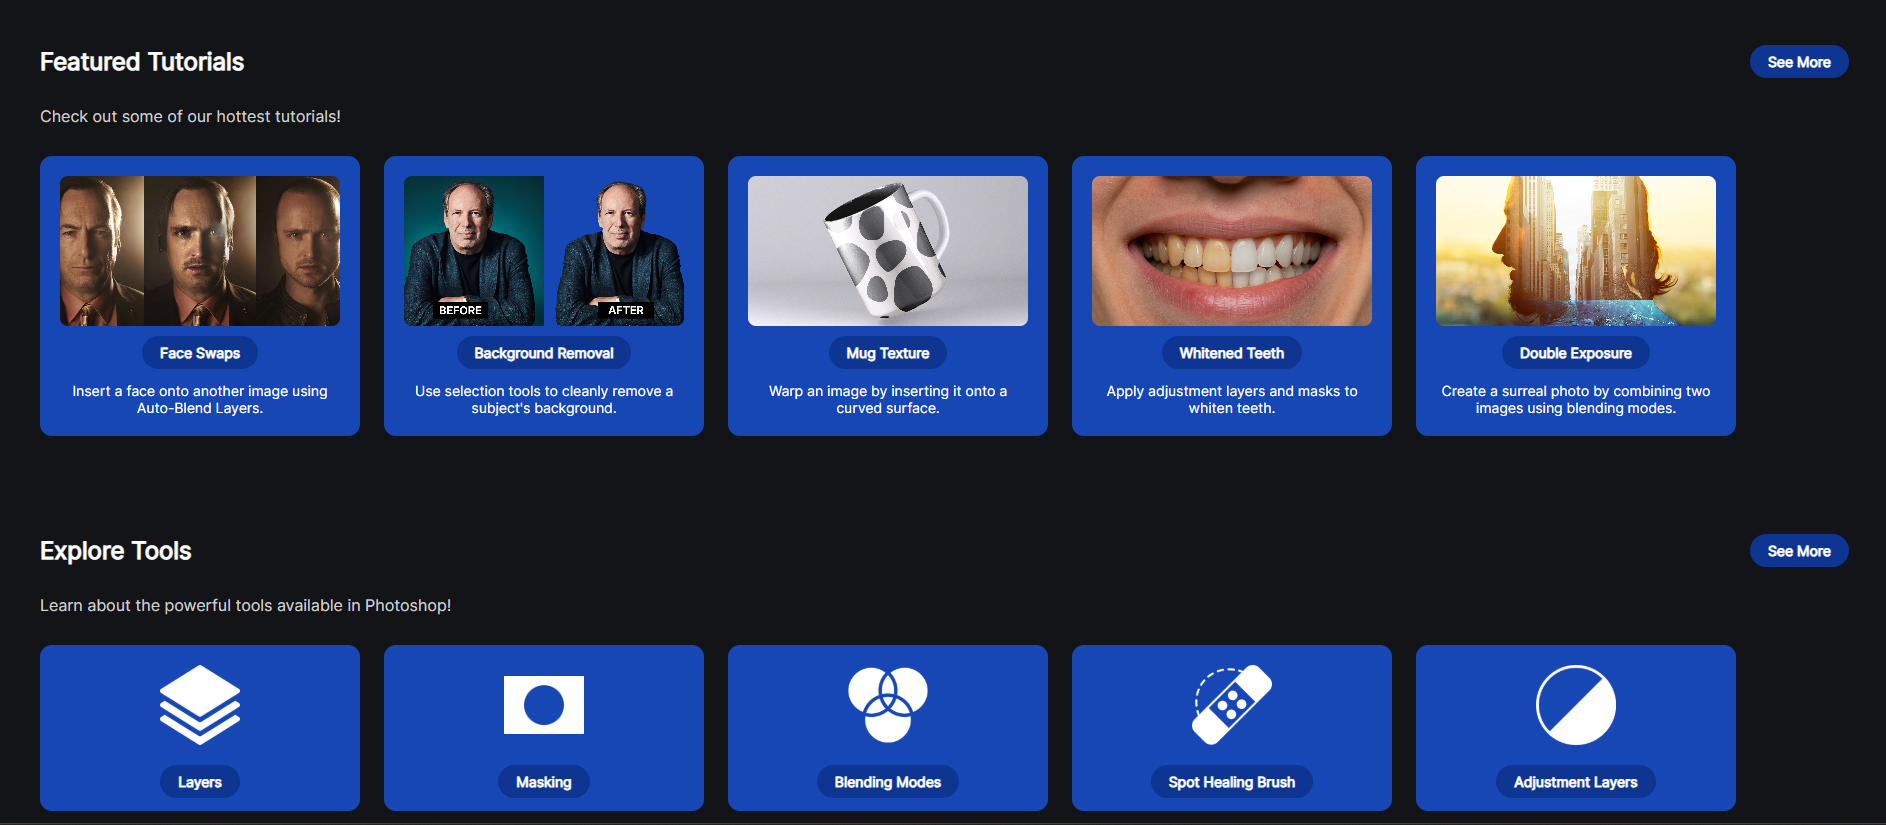 Featured Tutorials
See More
Check out some of our hottest tutorials!
BEFORE
AFTER
Face Swaps
Insert a face onto another image using
Auto-Blend Layers.
Background Removal
Use selection tools to cleanly remove a
subject's background.
Mug Texture
Warp an image by inserting it onto a
curved surface.
Whitened Teeth
Apply adjustment layers and masks to
whiten teeth.
Double Exposure
Create a surreal photo by combining two
images using blending modes.
Explore Tools
See More
Learn about the powerful tools available in Photoshop!
Layers
Masking
Blending Modes
Spot Healing Brush
Adjustment Layers